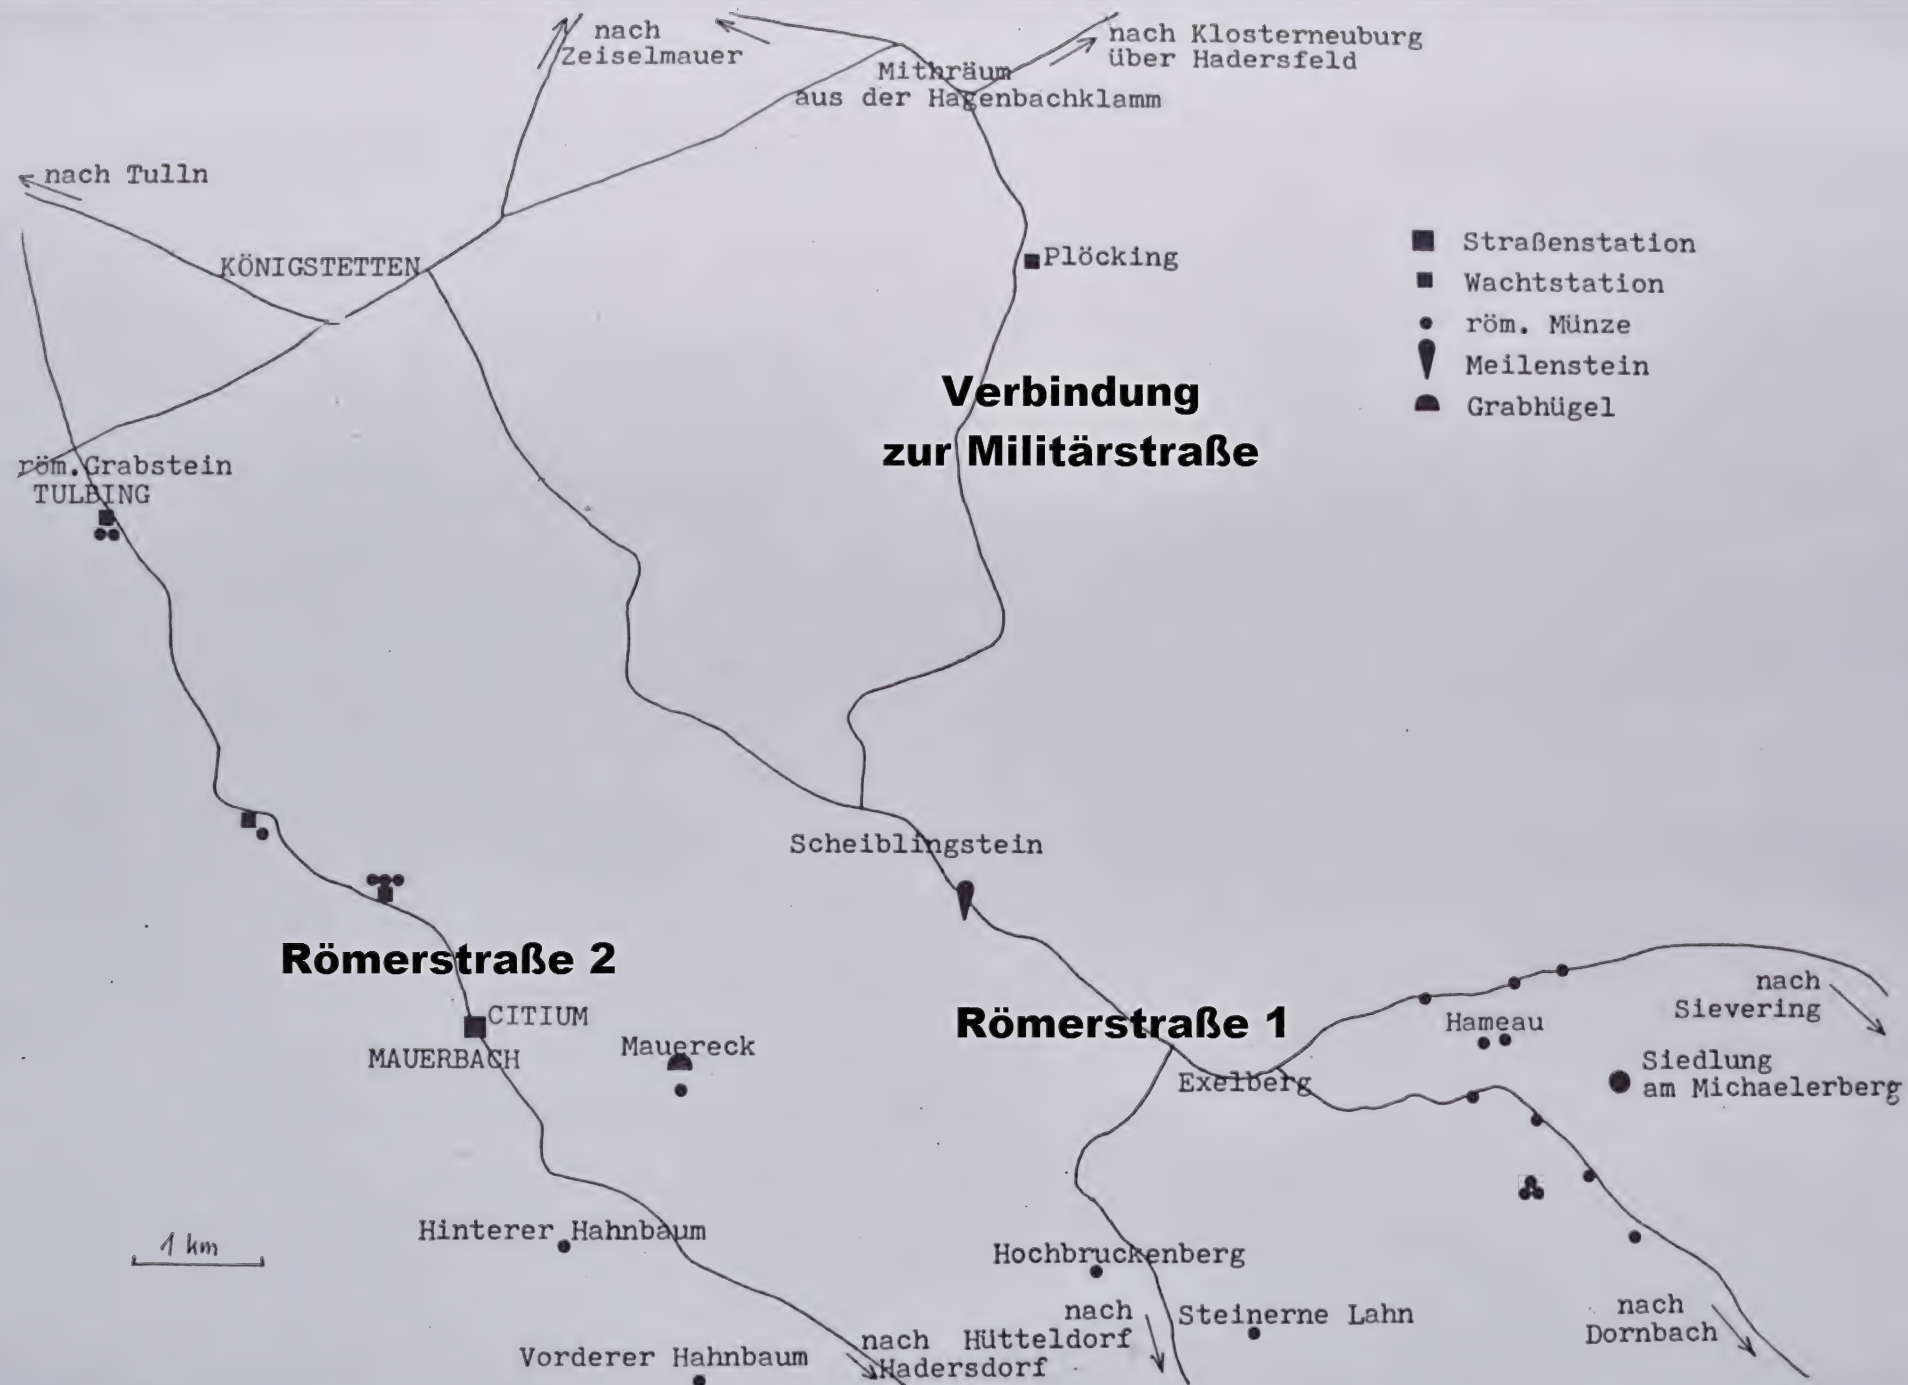 nach
Zeiselmauer
nach Klosterneuburg
über Hadersfeld
Mithräum
aus der Hagenbachklamm
nach Tulln
KÖNIGSTETTEN
Plöcking
Straßenstation
Wachtstation
röm. Münze
Meilenstein
Grabhügel
Verbindung
zur Militärstraße
röm.Grabstein
TULBING
Scheiblingstein
Römerstraße 2
CITIUM
MAUERBACH
Mauereck
Römerstraße 1
Exelberg
Hameau
nach
Sievering
Siedlung
am Michaelerberg
1 km
Hinterer Hahnbaum
Vorderer Hahnbaum
nach
Hadersdorf
Hochbruckenberg
nach
Hütteldorf
Steinerne Lahn
nach
Dornbach